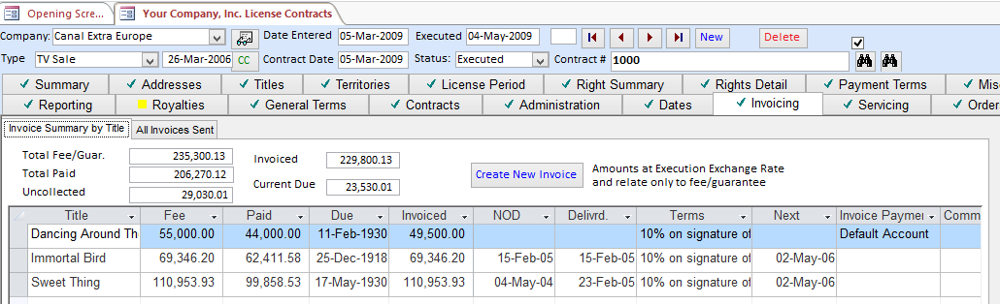 Opening Scre... Your Company, Inc. License Contracts
Company: Canal Extra Europe Date Entered 05-Mar-2009 Executed 04-May-2009 New Delete
Type TV Sale 26-Mar-2006 CC Contract Date 05-Mar-2009 Status: Executed Contract # 1000
Summary Addresses Titles Territories License Period Right Summary Rights Detail Payment Terms Mis
Reporting Royalties General Terms Contracts Administration Dates Invoicing Servicing Order
Invoice Summary by Title All Invoices Sent
Total Fee/Guar. 235,300.13 Invoiced 229,800.13
Total Paid 206,270.12 Current Due 23,530.01
Uncollected 29,030.01
Create New Invoice
Amounts at Execution Exchange Rate
and relate only to fee/guarantee
Title Fee Paid Due Invoiced NOD Delivrd. Terms Next Invoice Paymer Comm
Dancing Around Th 55,000.00 44,000.00 11-Feb-1930 49,500.00 10% on signature of Default Account
Immortal Bird 69,346.20 62,411.58 25-Dec-1918 69,346.20 15-Feb-05 15-Feb-05 10% on signature of 02-May-06
Sweet Thing 110,953.93 99,858.53 17-May-1930 110,953.93 04-May-04 23-Feb-05 10% on signature of 02-May-06